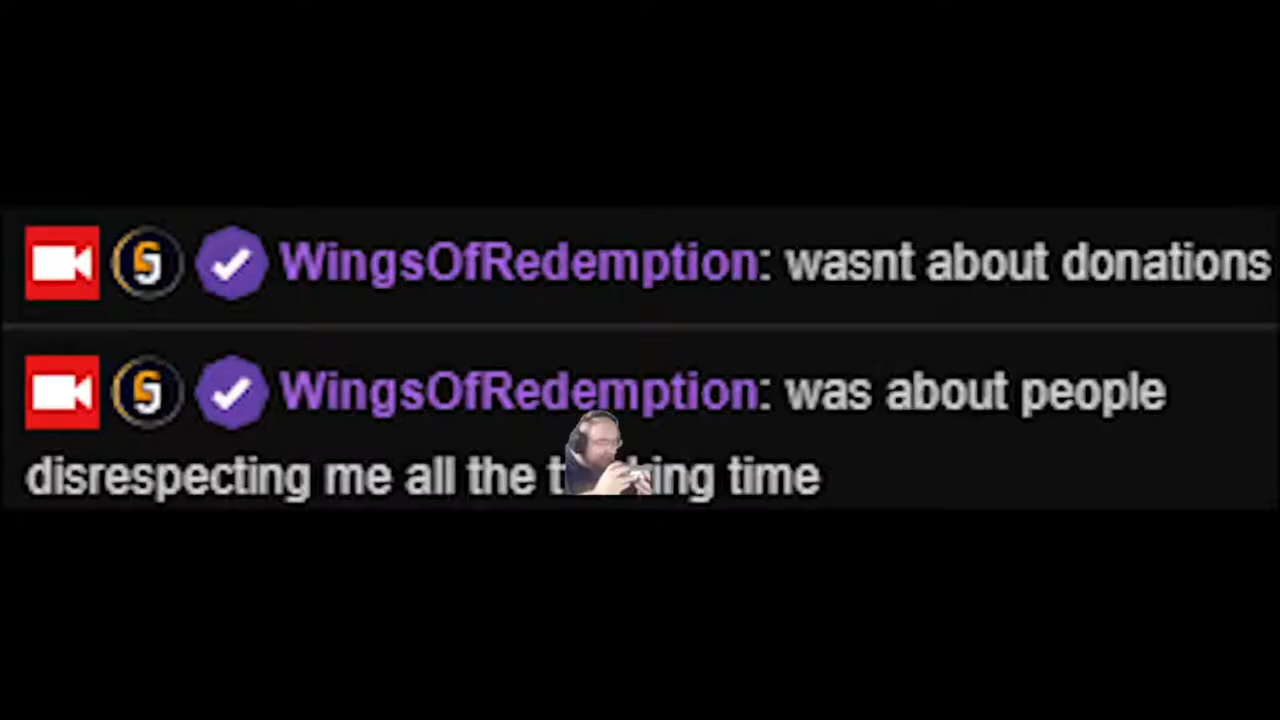 WingsOfRedemption: wasnt about donations
WingsOfRedemption: was about people
disrespecting me all the time